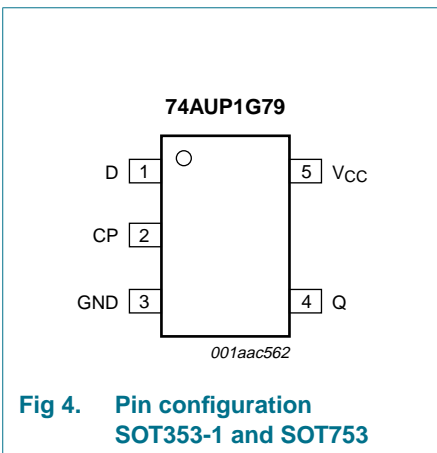 74AUP1G79
D 1 5 VCC
CP 2
GND 3 4 Q
001aac562
Fig 4. Pin configuration
SOT353-1 and SOT753